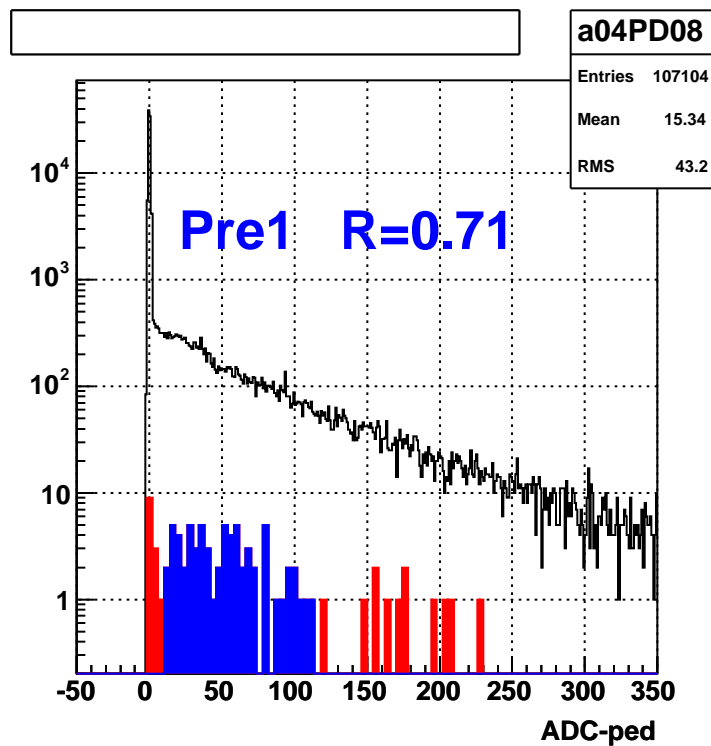 a04PD08
Entries 107104
Mean 15.34
RMS 43.2
Pre1 R=0.71
10^4
10^3
10^2
10
1
-50 0 50 100 150 200 250 300 350
ADC-ped